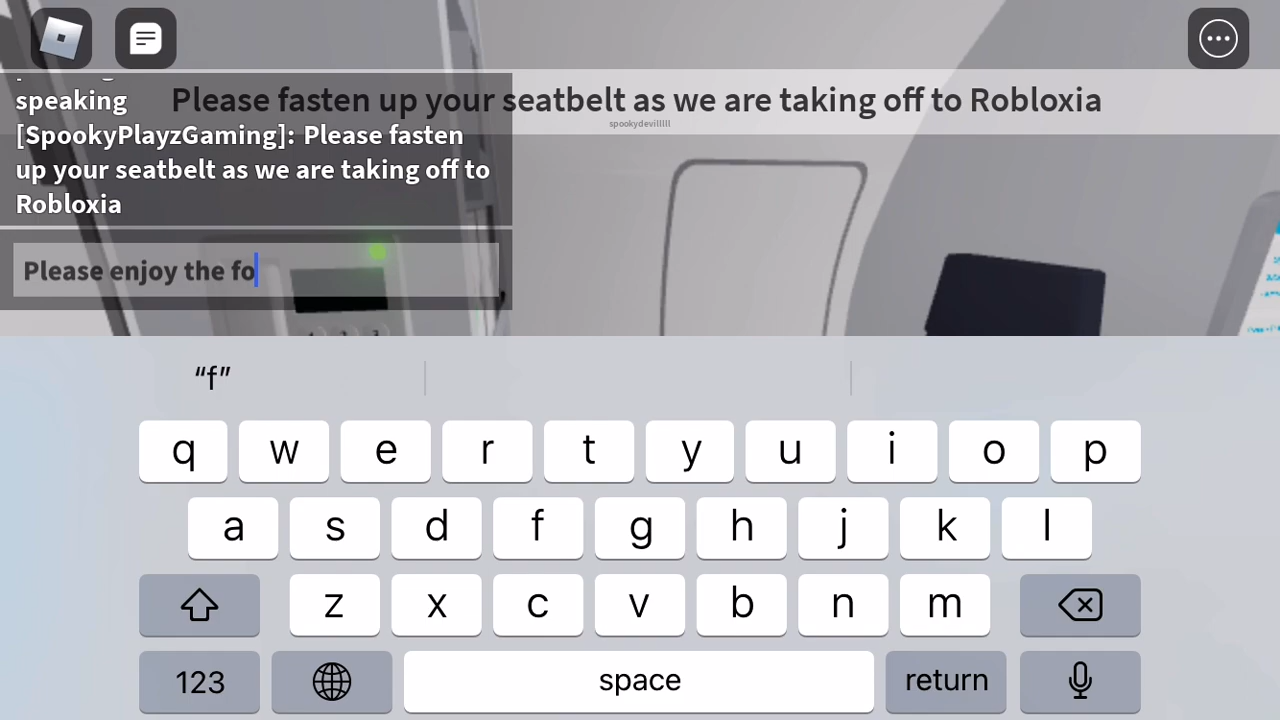 Please fasten up your seatbelt as we are taking off to Robloxia
spookydevilllll
speaking
[SpookyPlayzGaming]: Please fasten
up your seatbelt as we are taking off to
Robloxia
Please enjoy the fo
“f”
q w e r t y u i o p
a s d f g h j k l
z x c v b n m
123 space return